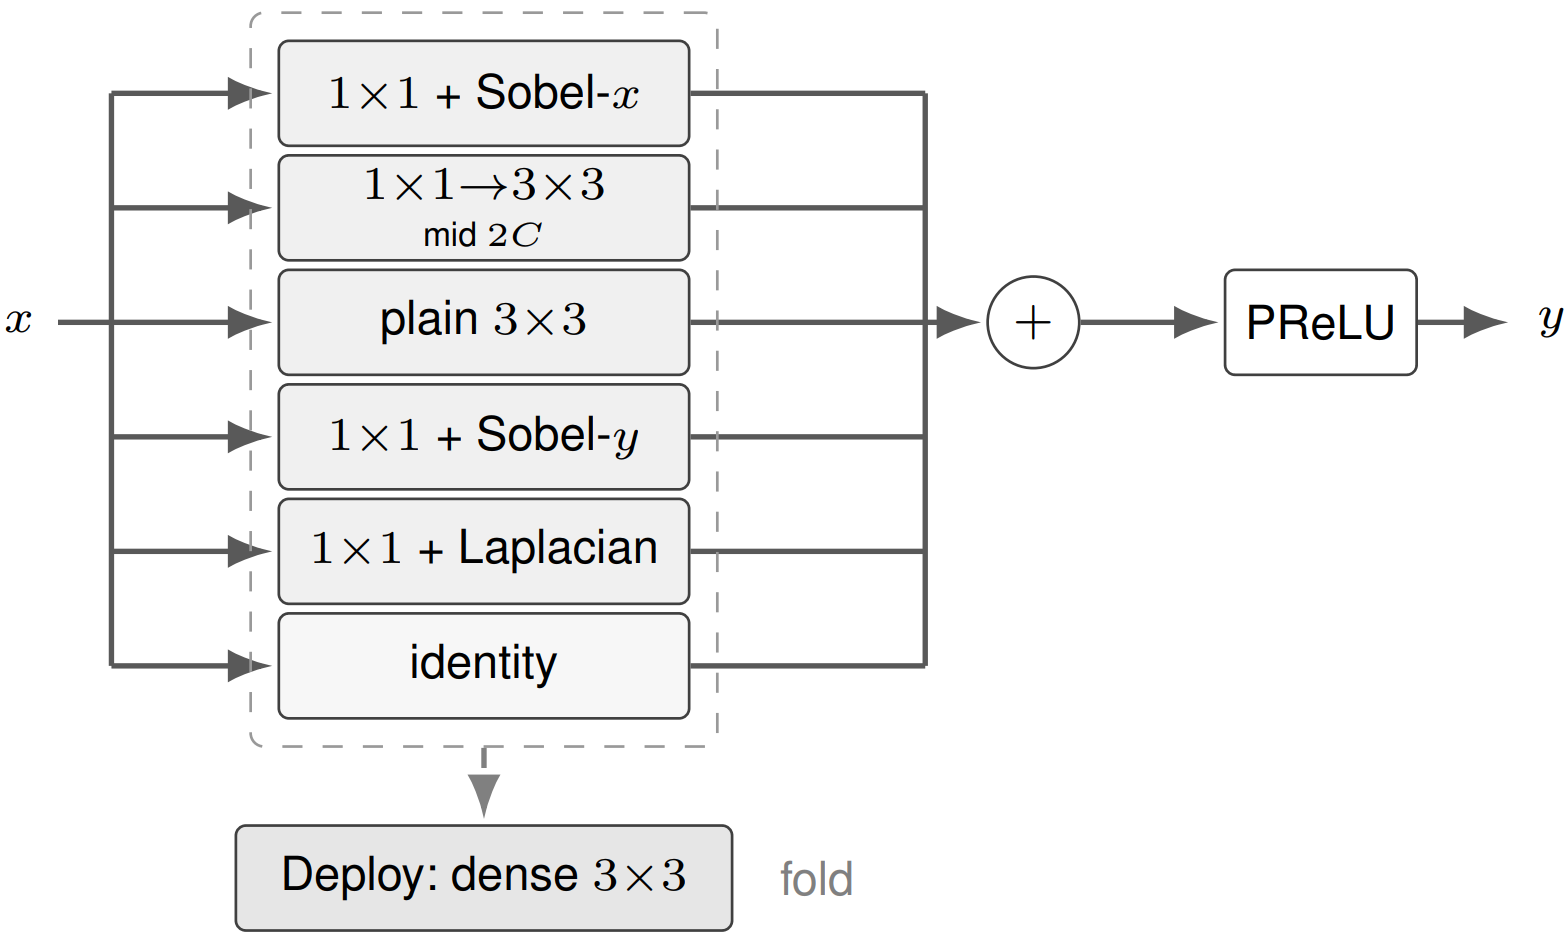 1×1 + Sobel-x
1×1→3×3
mid 2C
x
plain 3×3
+
PReLU
y
1×1 + Sobel-y
1×1 + Laplacian
identity
Deploy: dense 3×3
fold